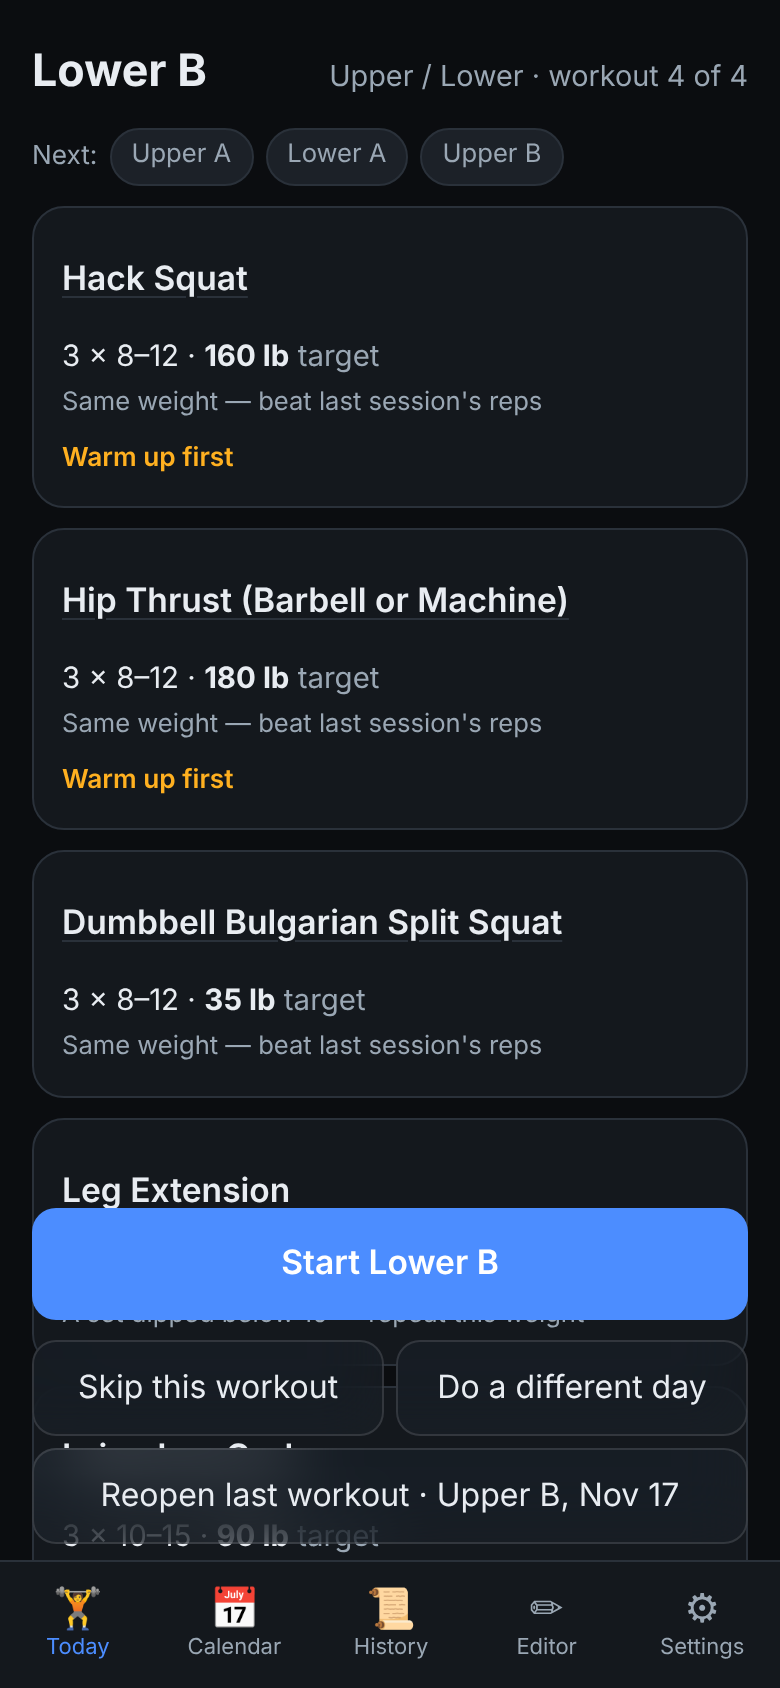 Lower B
Upper / Lower · workout 4 of 4
Next: Upper A Lower A Upper B
Hack Squat
3 × 8–12 · 160 lb target
Same weight — beat last session's reps
Warm up first
Hip Thrust (Barbell or Machine)
3 × 8–12 · 180 lb target
Same weight — beat last session's reps
Warm up first
Dumbbell Bulgarian Split Squat
3 × 8–12 · 35 lb target
Same weight — beat last session's reps
Leg Extension
Start Lower B
Skip this workout
Do a different day
Reopen last workout · Upper B, Nov 17
3 × 10–15 · 90 lb target
July
17
Today
Calendar
History
Editor
Settings